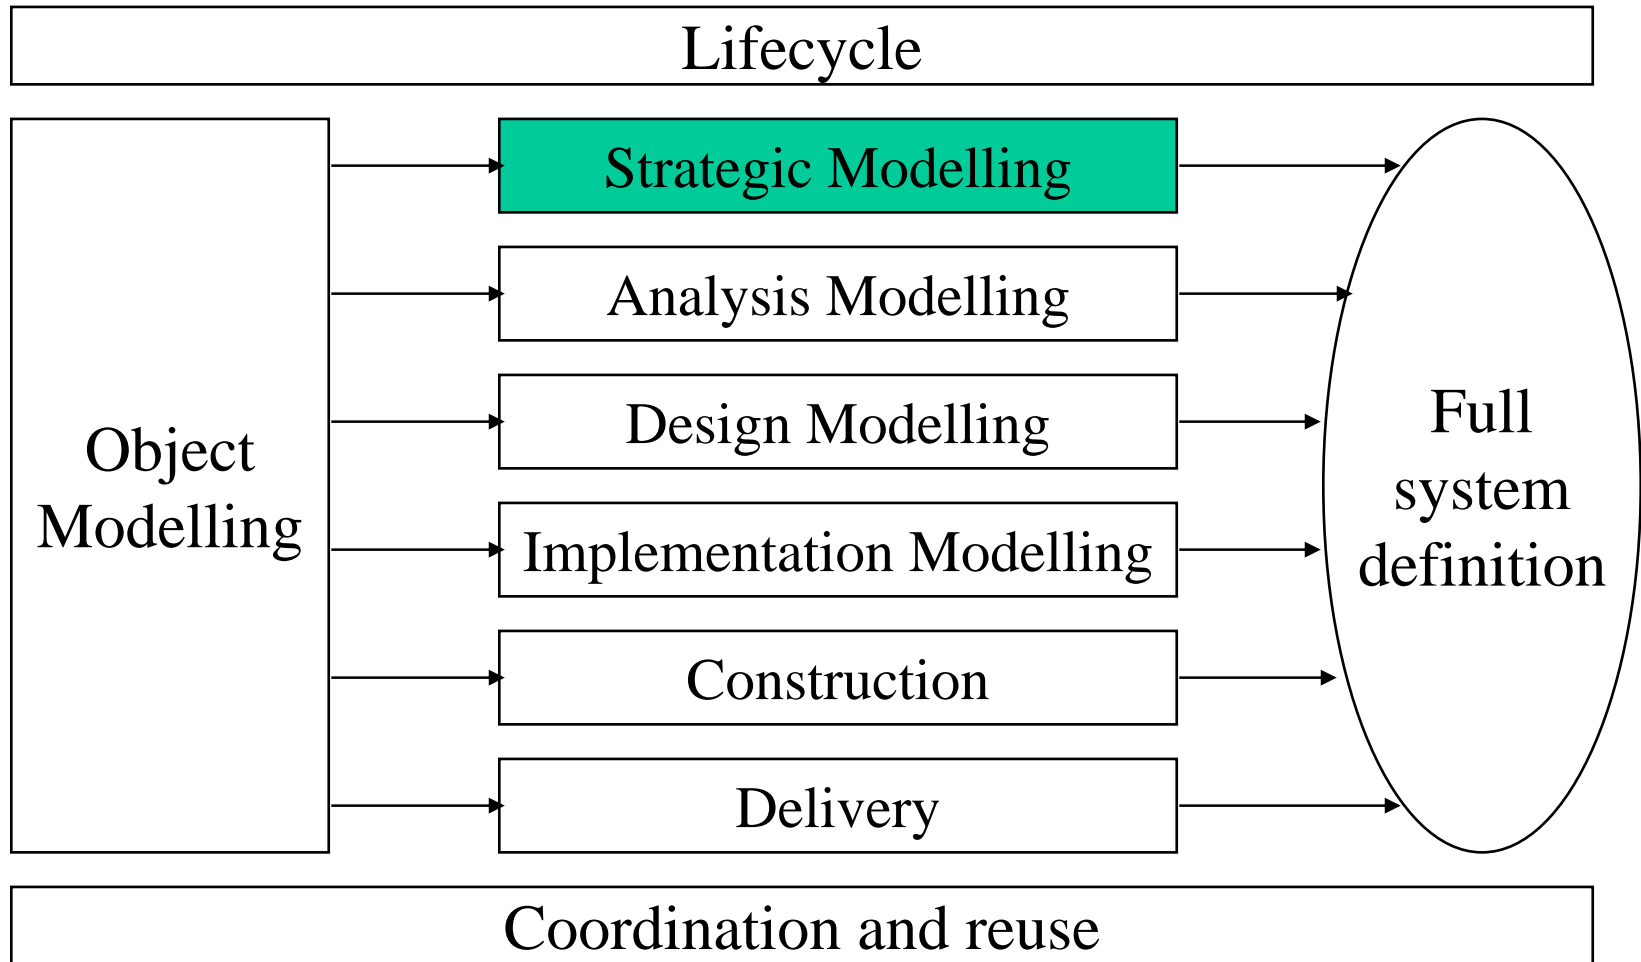 Lifecycle
Object
Modelling
Strategic Modelling
Analysis Modelling
Design Modelling
Implementation Modelling
Construction
Delivery
Full
system
definition
Coordination and reuse